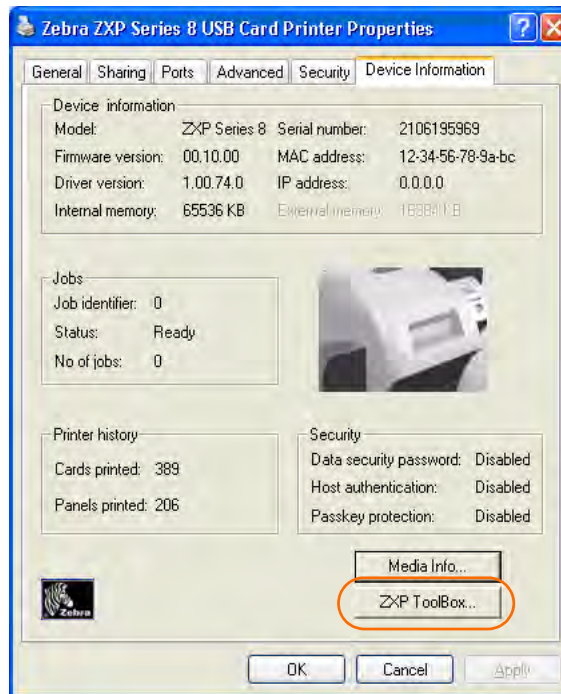 Zebra ZXP Series 8 USB Card Printer Properties
General Sharing Ports Advanced Security Device Information
Device information
Model: ZXP Series 8 Serial number: 2106195969
Firmware version: 00.10.00 MAC address: 12-34-56-78-9a-bc
Driver version: 1.00.74.0 IP address: 0.0.0.0
Internal memory: 65536 KB External memory: 16384 KB
Jobs
Job identifier: 0
Status: Ready
No of jobs: 0
Printer history
Cards printed: 389
Panels printed: 206
Security
Data security password: Disabled
Host authentication: Disabled
Passkey protection: Disabled
Media Info...
ZXP ToolBox...
Zebra
OK Cancel Apply